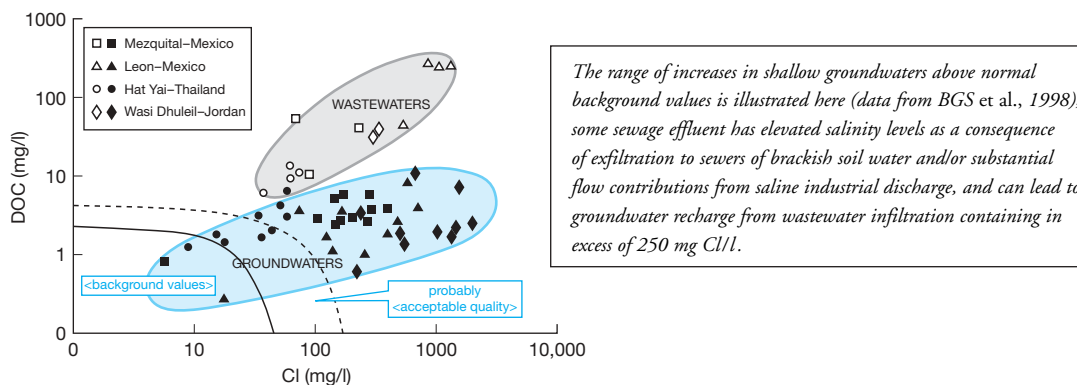 1000
100
10
1
0
DOC (mg/l)
Mezquital–Mexico
Leon–Mexico
Hat Yai–Thailand
Wasi Dhuleil–Jordan
WASTEWATERS
GROUNDWATERS
<background values>
probably
<acceptable quality>
0
10
100
1000
10,000
Cl (mg/l)
The range of increases in shallow groundwaters above normal
background values is illustrated here (data from BGS et al., 1998),
some sewage effluent has elevated salinity levels as a consequence
of exfiltration to sewers of brackish soil water and/or substantial
flow contributions from saline industrial discharge, and can lead to
groundwater recharge from wastewater infiltration containing in
excess of 250 mg Cl/l.